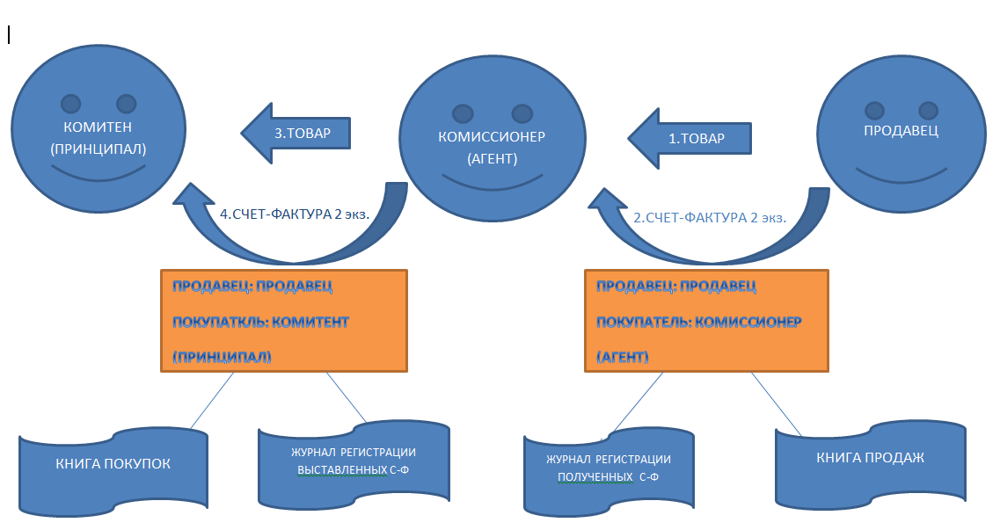 КОМИТЕН
(ПРИНЦИПАЛ)
3.ТОВАР
КОМИССИОНЕР
(АГЕНТ)
1.ТОВАР
ПРОДАВЕЦ
4.СЧЕТ-ФАКТУРА 2 экз.
2.СЧЕТ-ФАКТУРА 2 экз.
ПРОДАВЕЦ: ПРОДАВЕЦ
ПОКУПАТКЛЬ: КОМИТЕНТ
(ПРИНЦИПАЛ)
ПРОДАВЕЦ: ПРОДАВЕЦ
ПОКУПАТЕЛЬ: КОМИССИОНЕР
(АГЕНТ)
КНИГА ПОКУПОК
ЖУРНАЛ РЕГИСТРАЦИИ
ВЫСТАВЛЕННЫХ С-Ф
ЖУРНАЛ РЕГИСТРАЦИИ
ПОЛУЧЕННЫХ С-Ф
КНИГА ПРОДАЖ